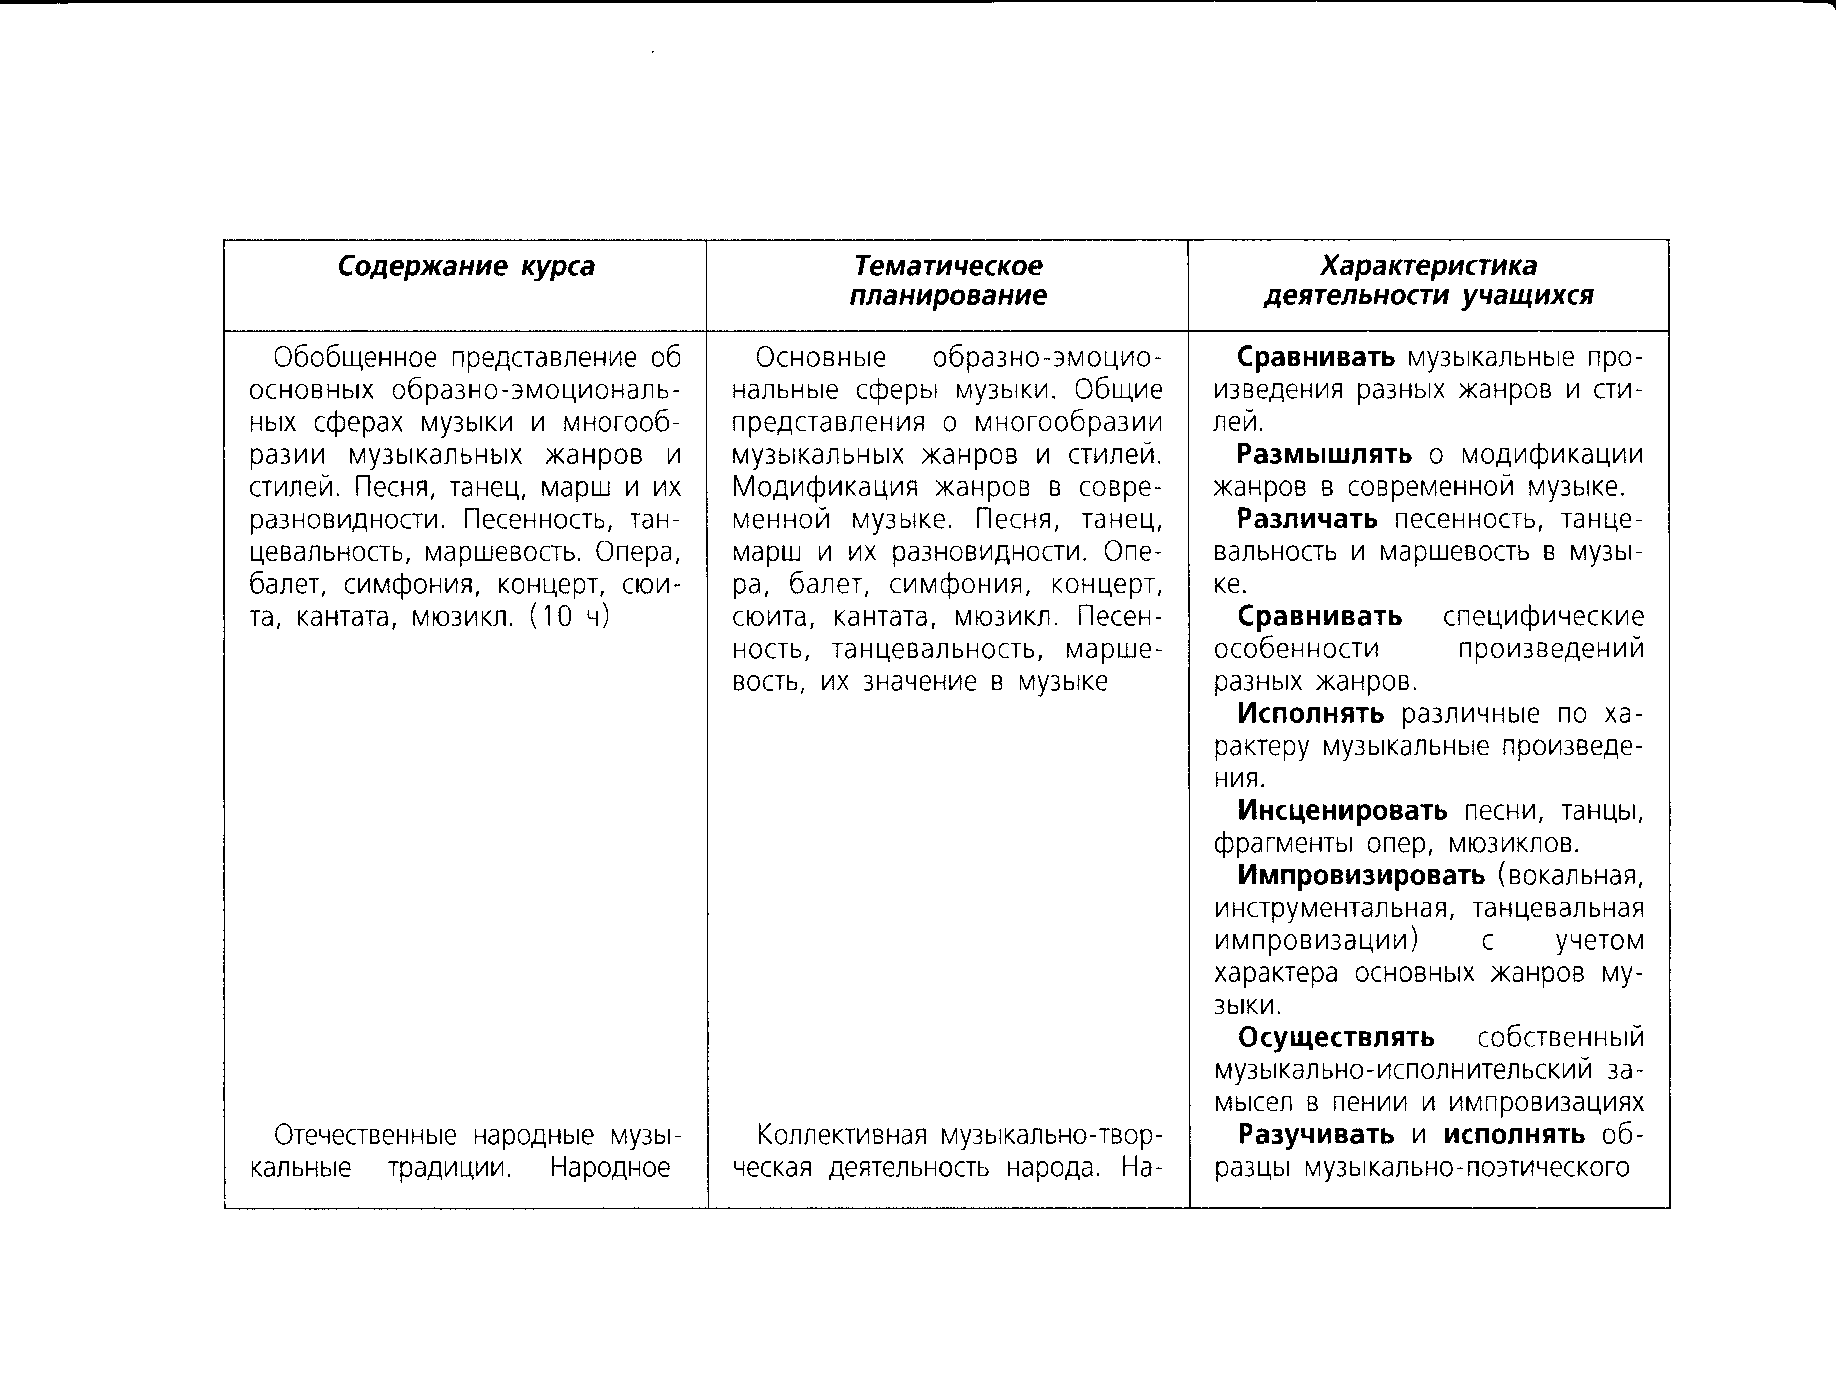 Содержание курса
Тематическое
планирование
Характеристика
деятельности учащихся
Обобщенное представление об
основных образно-эмоциональ-
ных сферах музыки и многооб-
разии музыкальных жанров и
стилей. Песня, танец, марш и их
разновидности. Песенность, тан-
цевальность, маршевость. Опера,
балет, симфония, концерт, сюи-
та, кантата, мюзикл. (10 ч)
Основные образно-эмоцио-
нальные сферы музыки. Общие
представления о многообразии
музыкальных жанров и стилей.
Модификация жанров в совре-
менной музыке. Песня, танец,
марш и их разновидности. Опе-
ра, балет, симфония, концерт,
сюита, кантата, мюзикл. Песен-
ность, танцевальность, марше-
вость, их значение в музыке
Сравнивать музыкальные про-
изведения разных жанров и сти-
лей.
Размышлять о модификации
жанров в современной музыке.
Различать песенность, танце-
вальность и маршевость в музы-
ке.
Сравнивать специфические
особенности произведений
разных жанров.
Исполнять различные по ха-
рактеру музыкальные произведе-
ния.
Инсценировать песни, танцы,
фрагменты опер, мюзиклов.
Импровизировать (вокальная,
инструментальная, танцевальная
импровизации) с учетом
характера основных жанров му-
зыки.
Осуществлять собственный
музыкально-исполнительский за-
мысел в пении и импровизациях
Отечественные народные музы-
кальные традиции. Народное
Коллективная музыкально-твор-
ческая деятельность народа. На-
Разучивать и исполнять об-
разцы музыкально-поэтического